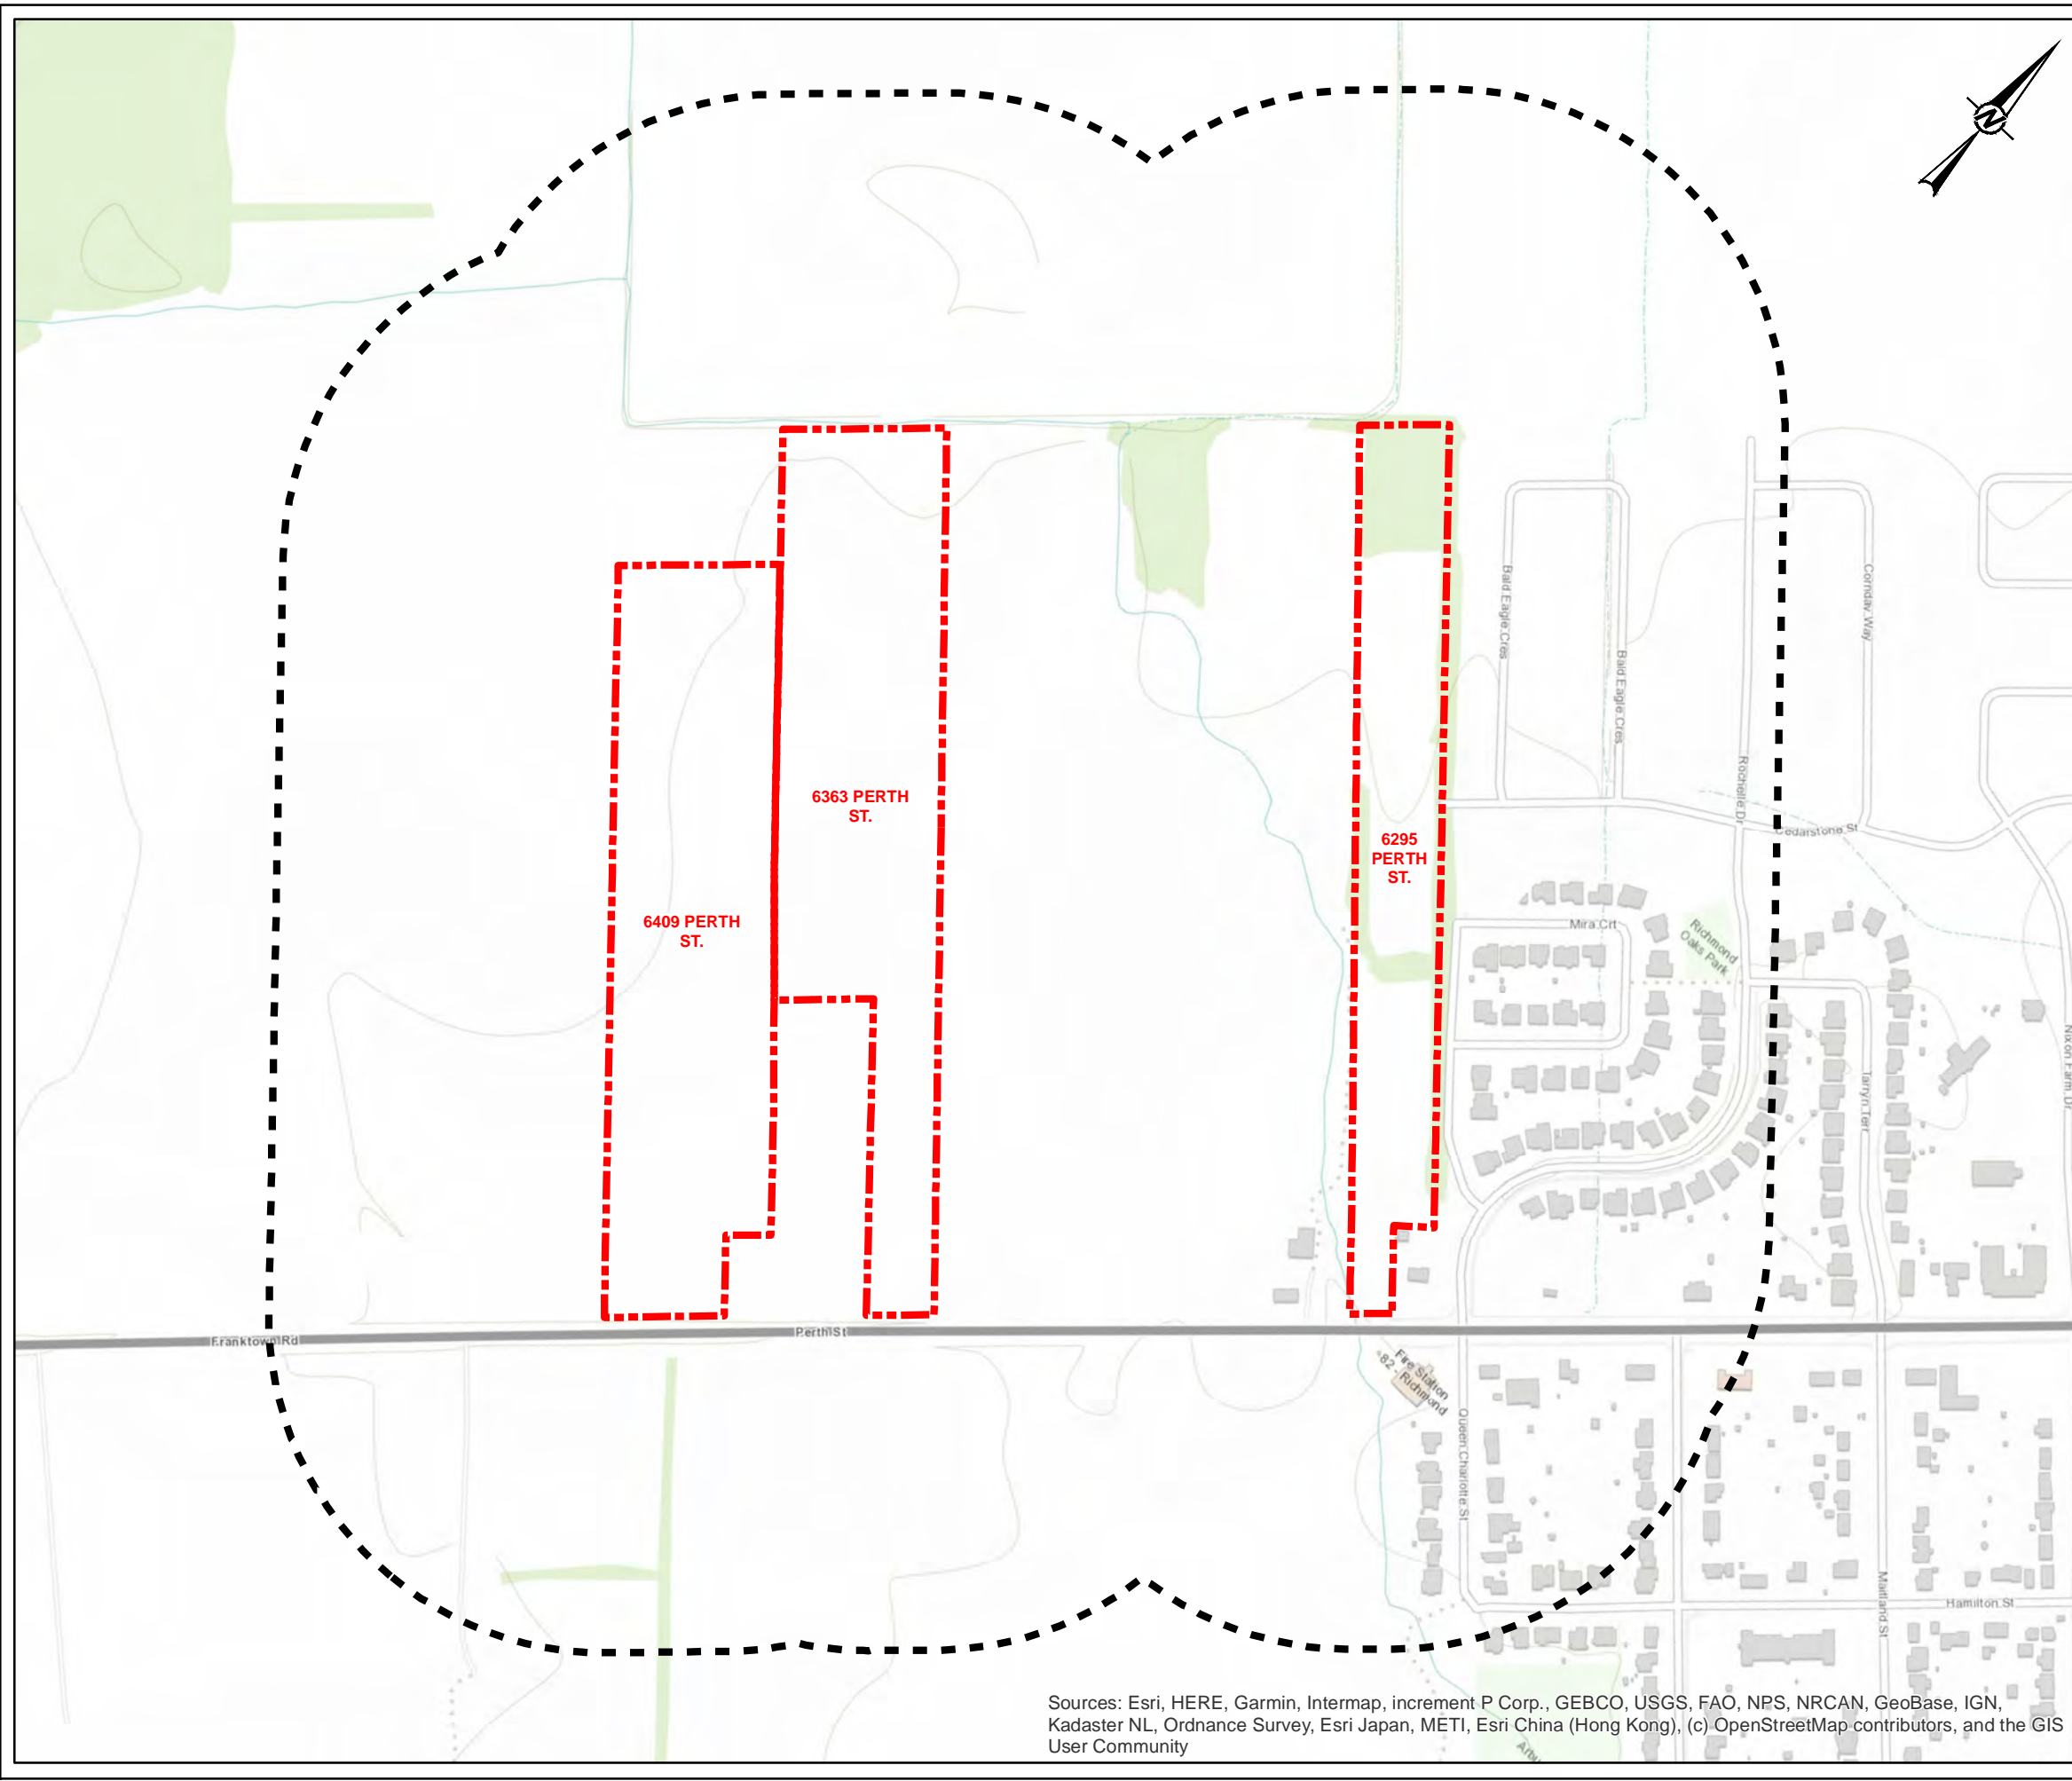 N
Bald Eagle Cres
Cornday Way
Bald Eagle Cres
Rochelle Dr
6363 PERTH
ST.
Cedarstone St
6295
PERTH
ST.
6409 PERTH
ST.
Mira Crt
Richmond
Oaks Park
Nixon Farm Dr
Tarryn Terr
Franktown Rd
Perth St
Fire Station
82 - Richmond
Queen Charlotte St
Maitland St
Hamilton St
Sources: Esri, HERE, Garmin, Intermap, increment P Corp., GEBCO, USGS, FAO, NPS, NRCAN, GeoBase, IGN,
Kadaster NL, Ordnance Survey, Esri Japan, METI, Esri China (Hong Kong), (c) OpenStreetMap contributors, and the GIS
User Community